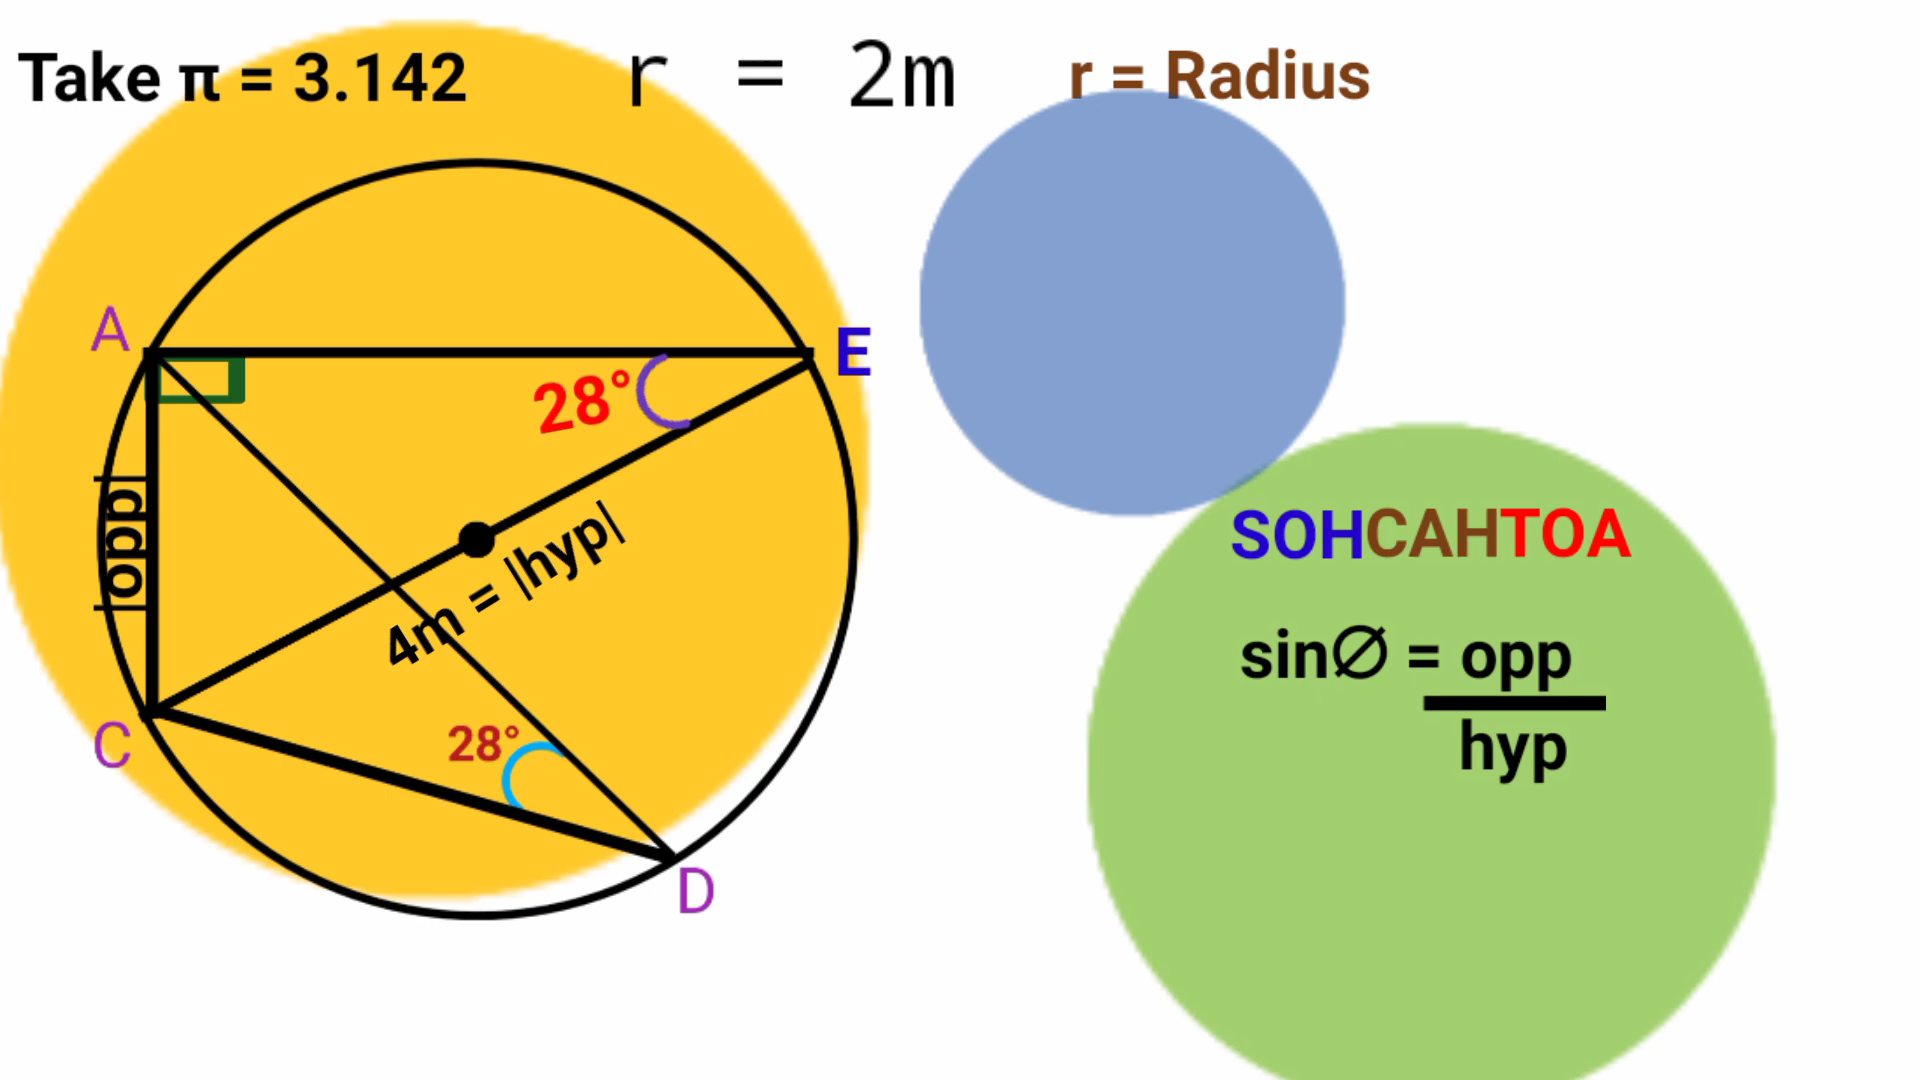 Take π = 3.142
r = 2m
r = Radius
A
E
28°
|opp|
4m = |hyp|
C
28°
D
SOHCAHTOA
sin∅ = opp
hyp